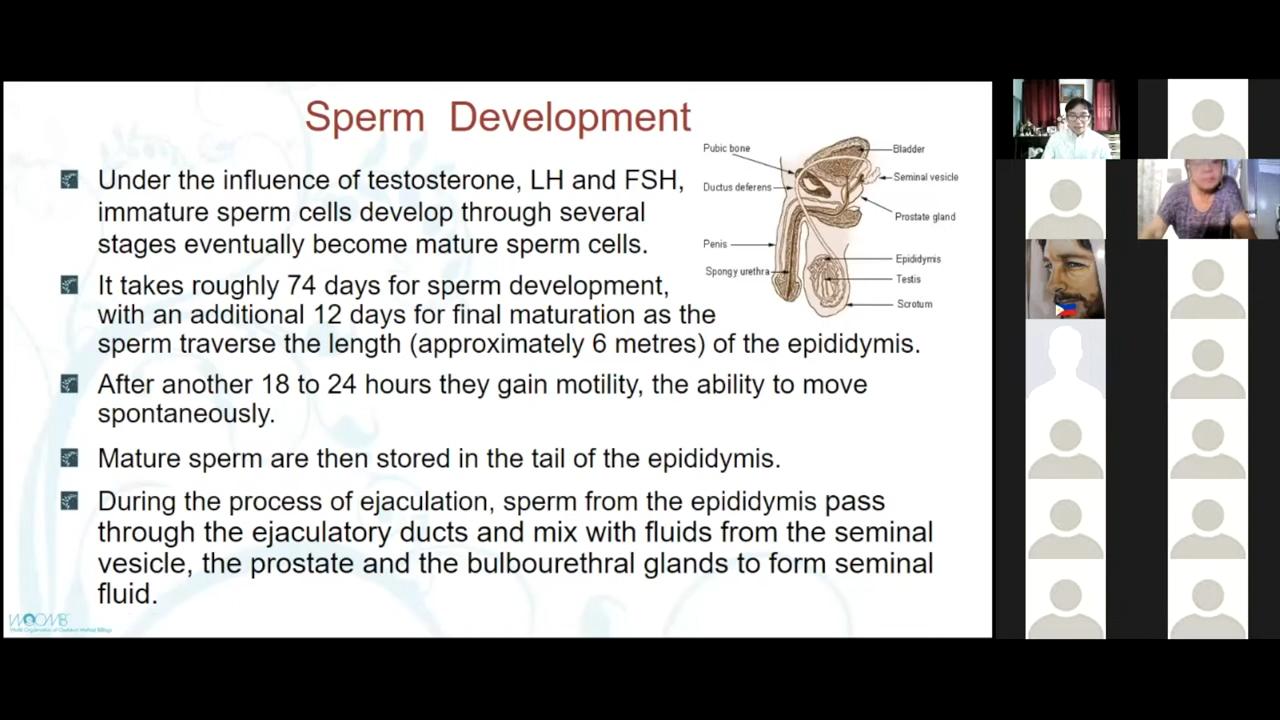 Sperm Development
Under the influence of testosterone, LH and FSH,
immature sperm cells develop through several
stages eventually become mature sperm cells.
It takes roughly 74 days for sperm development,
with an additional 12 days for final maturation as the
sperm traverse the length (approximately 6 metres) of the epididymis.
After another 18 to 24 hours they gain motility, the ability to move
spontaneously.
Mature sperm are then stored in the tail of the epididymis.
During the process of ejaculation, sperm from the epididymis pass
through the ejaculatory ducts and mix with fluids from the seminal
vesicle, the prostate and the bulbourethral glands to form seminal
fluid.
Pubic bone
Ductus deferens
Penis
Spongy urethra
Bladder
Seminal vesicle
Prostate gland
Epididymis
Testis
Scrotum
WOOMB